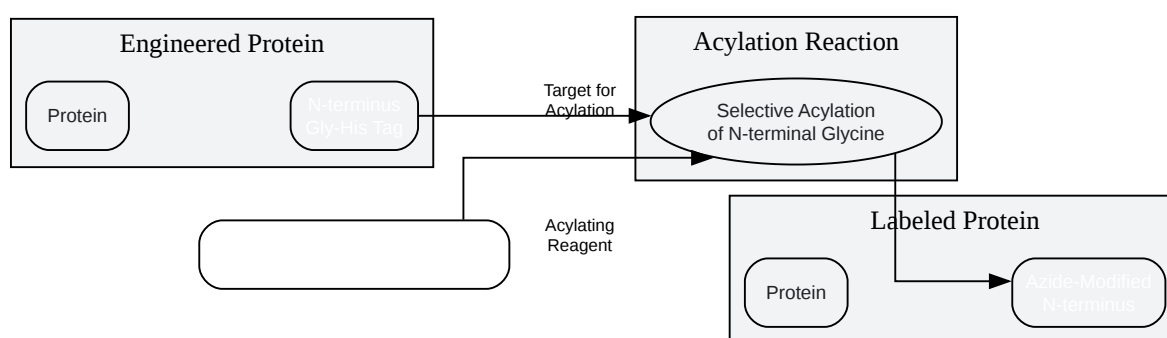 Engineered Protein
Acylation Reaction
Protein
N-terminus
Gly-His Tag
Target for
Acylation
Selective Acylation
of N-terminal Glycine
Acylating
Reagent
Labeled Protein
Protein
Azide-Modified
N-terminus